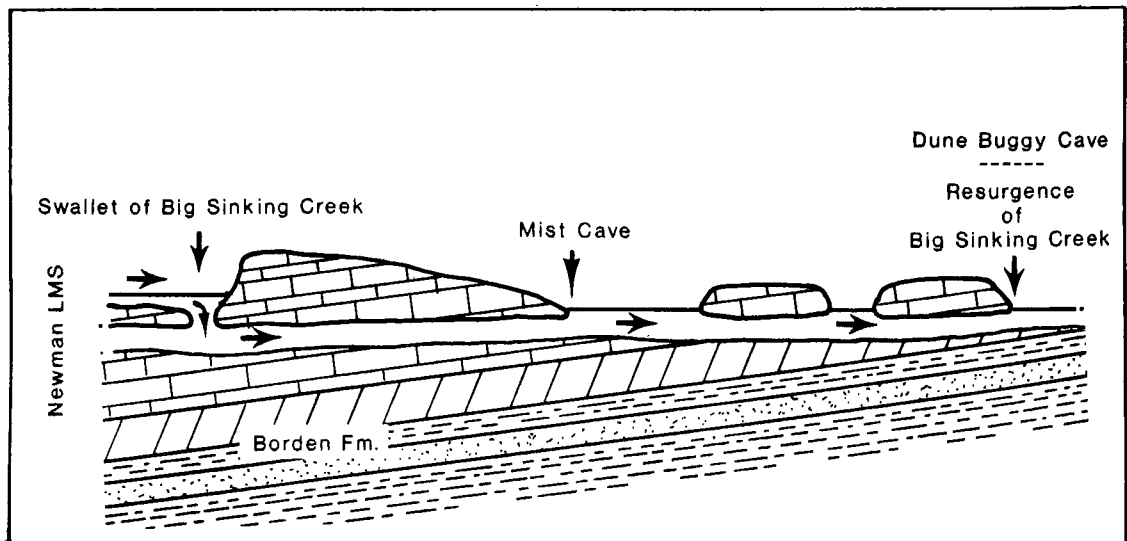 Dune Buggy Cave
Resurgence
of
Big Sinking Creek
Swallet of Big Sinking Creek
Mist Cave
Newman LMS
Borden Fm.